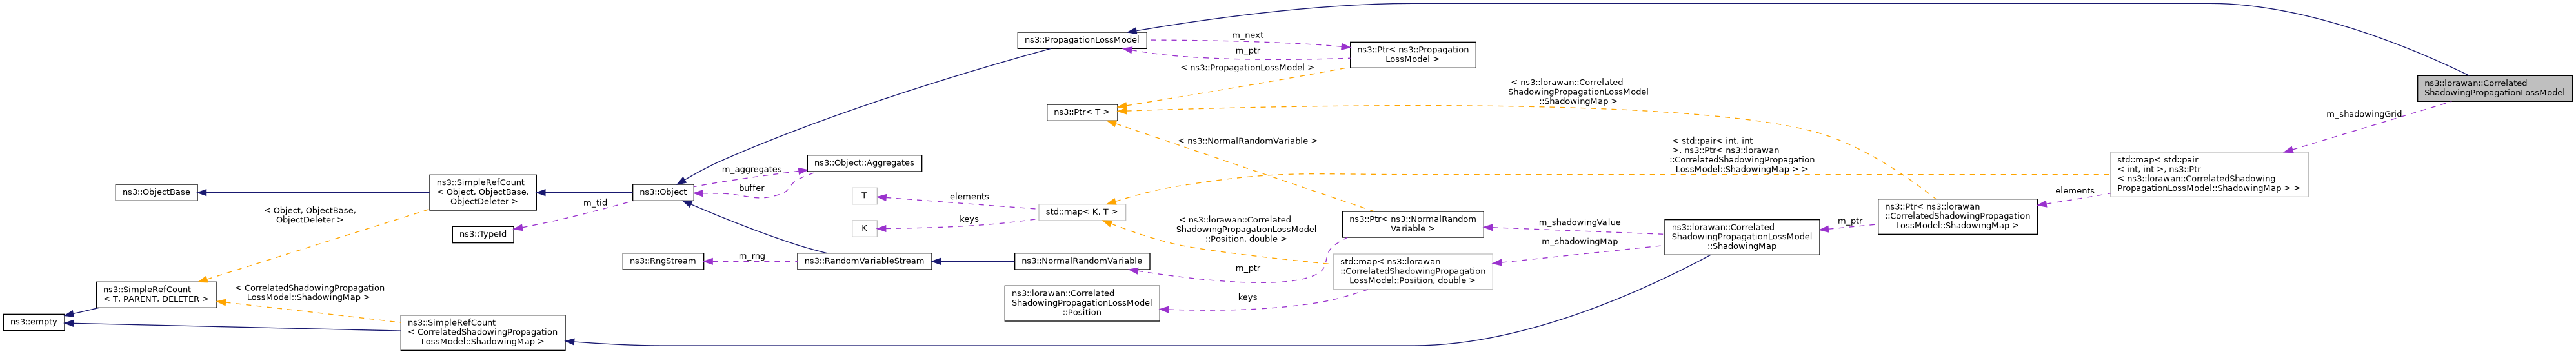 ns3::PropagationLossModel
m_next
m_ptr
ns3::Ptr< ns3::Propagation
LossModel >
< ns3::PropagationLossModel >
< ns3::lorawan::Correlated
ShadowingPropagationLossModel
::ShadowingMap >
ns3::lorawan::Correlated
ShadowingPropagationLossModel
m_shadowingGrid
ns3::Ptr< T >
< ns3::NormalRandomVariable >
< std::pair< int, int
>, ns3::Ptr< ns3::lorawan
::CorrelatedShadowingPropagation
LossModel::ShadowingMap > >
std::map< std::pair
< int, int >, ns3::Ptr
< ns3::lorawan::CorrelatedShadowing
PropagationLossModel::ShadowingMap > >
elements
ns3::Object::Aggregates
m_aggregates
buffer
ns3::ObjectBase
ns3::SimpleRefCount
< Object, ObjectBase,
ObjectDeleter >
ns3::Object
m_tid
ns3::TypeId
< Object, ObjectBase,
ObjectDeleter >
T
elements
K
keys
std::map< K, T >
< ns3::lorawan::Correlated
ShadowingPropagationLossModel
::Position, double >
ns3::Ptr< ns3::NormalRandom
Variable >
m_shadowingValue
m_shadowingMap
ns3::lorawan::Correlated
ShadowingPropagationLossModel
::ShadowingMap
m_ptr
ns3::Ptr< ns3::lorawan
::CorrelatedShadowingPropagation
LossModel::ShadowingMap >
ns3::RngStream
m_rng
ns3::RandomVariableStream
ns3::NormalRandomVariable
m_ptr
std::map< ns3::lorawan
::CorrelatedShadowingPropagation
LossModel::Position, double >
keys
ns3::lorawan::Correlated
ShadowingPropagationLossModel
::Position
ns3::SimpleRefCount
< T, PARENT, DELETER >
< CorrelatedShadowingPropagation
LossModel::ShadowingMap >
ns3::empty
ns3::SimpleRefCount
< CorrelatedShadowingPropagation
LossModel::ShadowingMap >